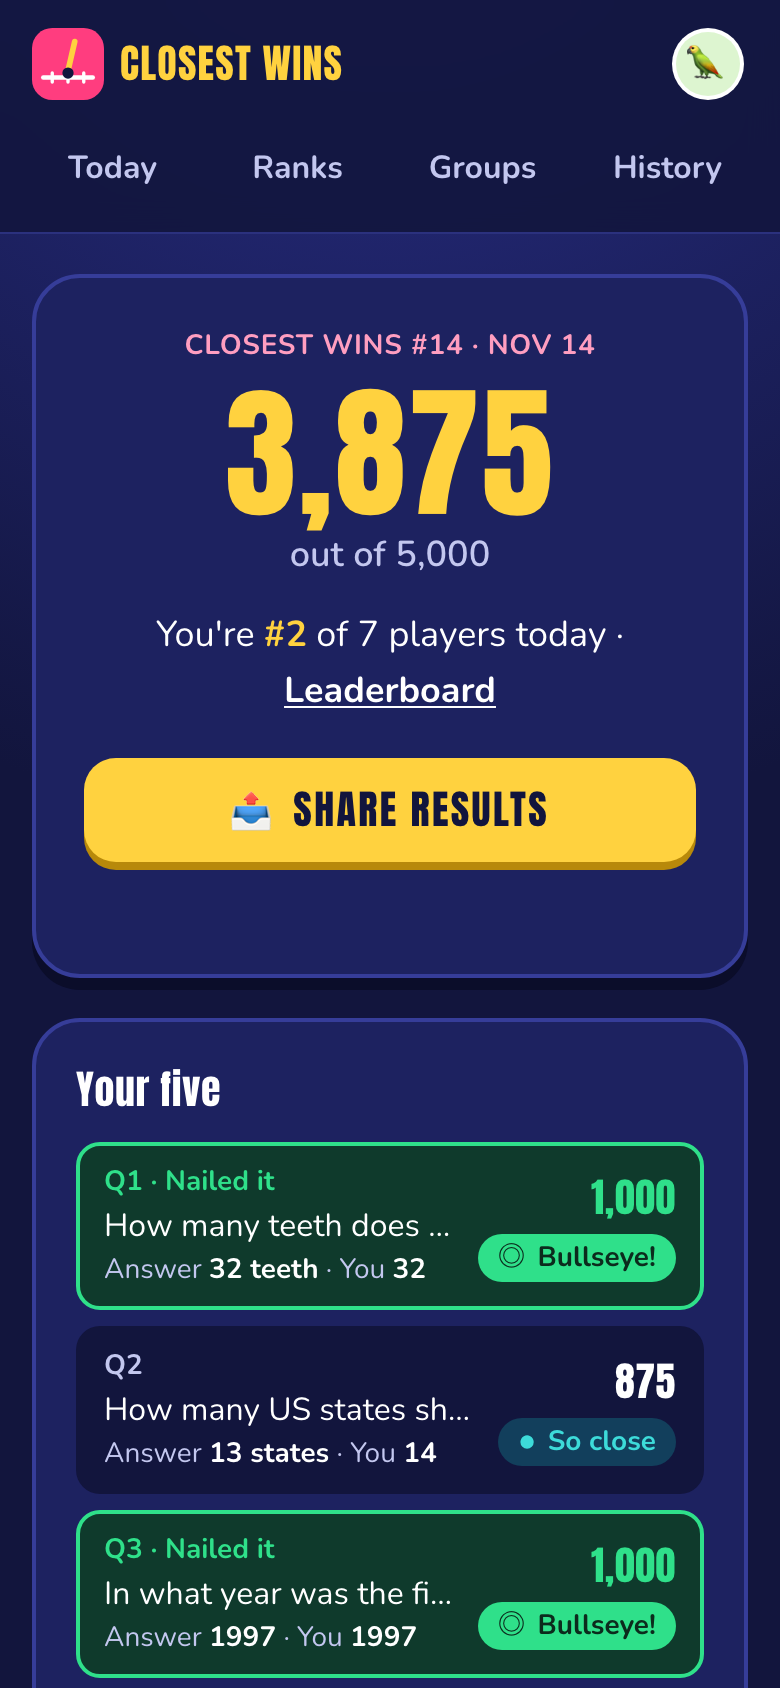 CLOSEST WINS
Today Ranks Groups History
CLOSEST WINS #14 · NOV 14
3,875
out of 5,000
You're #2 of 7 players today ·
Leaderboard
SHARE RESULTS
Your five
Q1 · Nailed it
1,000
How many teeth does ...
Answer 32 teeth · You 32
Bullseye!
Q2
875
How many US states sh...
Answer 13 states · You 14
So close
Q3 · Nailed it
1,000
In what year was the fi...
Answer 1997 · You 1997
Bullseye!